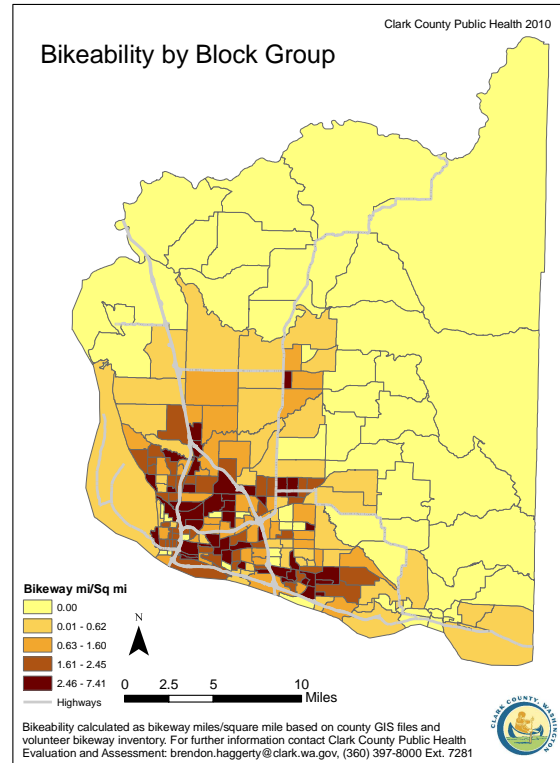 Clark County Public Health 2010
Bikeability by Block Group
Bikeway mi/Sq mi
0.00
0.01 - 0.62
0.63 - 1.60
1.61 - 2.45
2.46 - 7.41
Highways
N
0 2.5 5 10
Miles
Bikeability calculated as bikeway miles/square mile based on county GIS files and
volunteer bikeway inventory. For further information contact Clark County Public Health
Evaluation and Assessment: brendon.haggerty@clark.wa.gov, (360) 397-8000 Ext. 7281
CLARK COUNTY, WASHINGTON